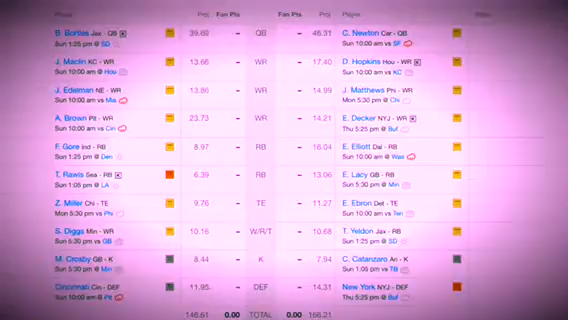 Player Proj Fan Pts Fan Pts Proj Player
B. Bortles Jax - QB 39.69 – QB – 46.31 C. Newton Car - QB
Sun 1:25 pm @ SD Sun 10:00 am vs SF
J. Maclin KC - WR 13.66 – WR – 17.40 D. Hopkins Hou - WR
Sun 10:00 am @ Hou Sun 10:00 am vs KC
J. Edelman NE - WR 13.86 – WR – 14.99 J. Matthews Phi - WR
Sun 10:00 am vs Mia Mon 5:30 pm @ Chi
A. Brown Pit - WR 23.73 – WR – 14.21 E. Decker NYJ - WR
Sun 10:00 am vs Cin Thu 5:25 pm @ Buf
F. Gore Ind - RB 8.97 – RB – 16.04 E. Elliott Dal - RB
Sun 1:25 pm @ Den Sun 10:00 am @ Was
T. Rawls Sea - RB 6.39 – RB – 13.06 E. Lacy GB - RB
Sun 1:05 pm @ LA Sun 5:30 pm @ Min
Z. Miller Chi - TE 9.76 – TE – 11.27 E. Ebron Det - TE
Mon 5:30 pm vs Phi Sun 10:00 am vs Ten
S. Diggs Min - WR 10.16 – W/R/T – 10.68 T. Yeldon Jax - RB
Sun 5:30 pm vs GB Sun 1:25 pm @ SD
M. Crosby GB - K 8.44 – K – 7.94 C. Catanzaro Ari - K
Sun 5:30 pm @ Min Sun 1:05 pm vs TB
Cincinnati Cin - DEF 11.95 – DEF – 14.31 New York NYJ - DEF
Sun 10:00 am @ Pit Thu 5:25 pm @ Buf
146.61 0.00 TOTAL 0.00 166.21